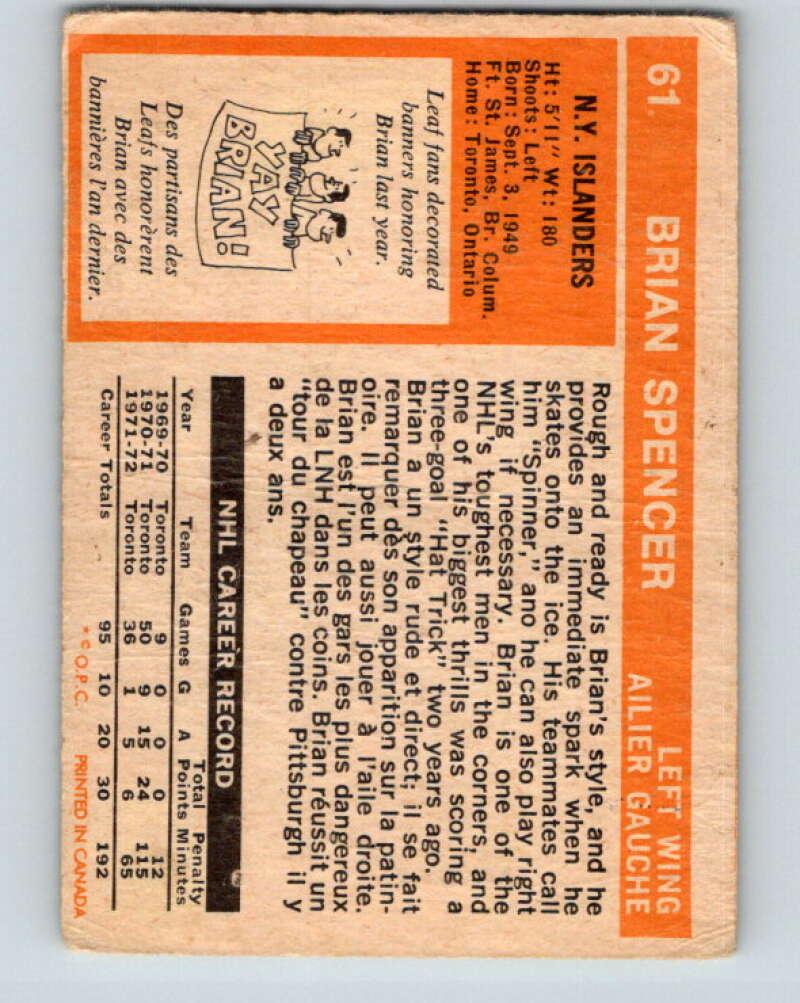 61. BRIAN SPENCER LEFT WING
AILIER GAUCHE
N.Y. ISLANDERS
Ht: 5'11" Wt: 180
Shoots: Left
Born: Sept. 3, 1949
Ft. St. James, Br. Colum.
Home: Toronto, Ontario
Leaf fans decorated
banners honoring
Brian last year.
YAY
BRIAN!
Des partisans des
Leafs honorèrent
Brian avec des
bannières l'an dernier.
Rough and ready is Brian's style, and he
provides an immediate spark when he
skates onto the ice. His teammates call
him "Spinner," ano he can also play right
wing if necessary. Brian is one of the
NHL's toughest men in the corners, and
one of his biggest thrills was scoring a
three-goal "Hat Trick" two years ago.
Brian a un style rude et direct; il se fait
remarquer dès son apparition sur la patin-
oire. Il peut aussi jouer à l'aile droite.
Brian est l'un des gars les plus dangereux
de la LNH dans les coins. Brian réussit un
"tour du chapeau" contre Pittsburgh il y
a deux ans.
NHL CAREER RECORD
Total Penalty
Year Team Games G A Points Minutes
1969-70 Toronto 9 0 0 0 12
1970-71 Toronto 50 9 15 24 115
1971-72 Toronto 36 1 5 6 65
Career Totals 95 10 20 30 192
*© O.P.C. PRINTED IN CANADA